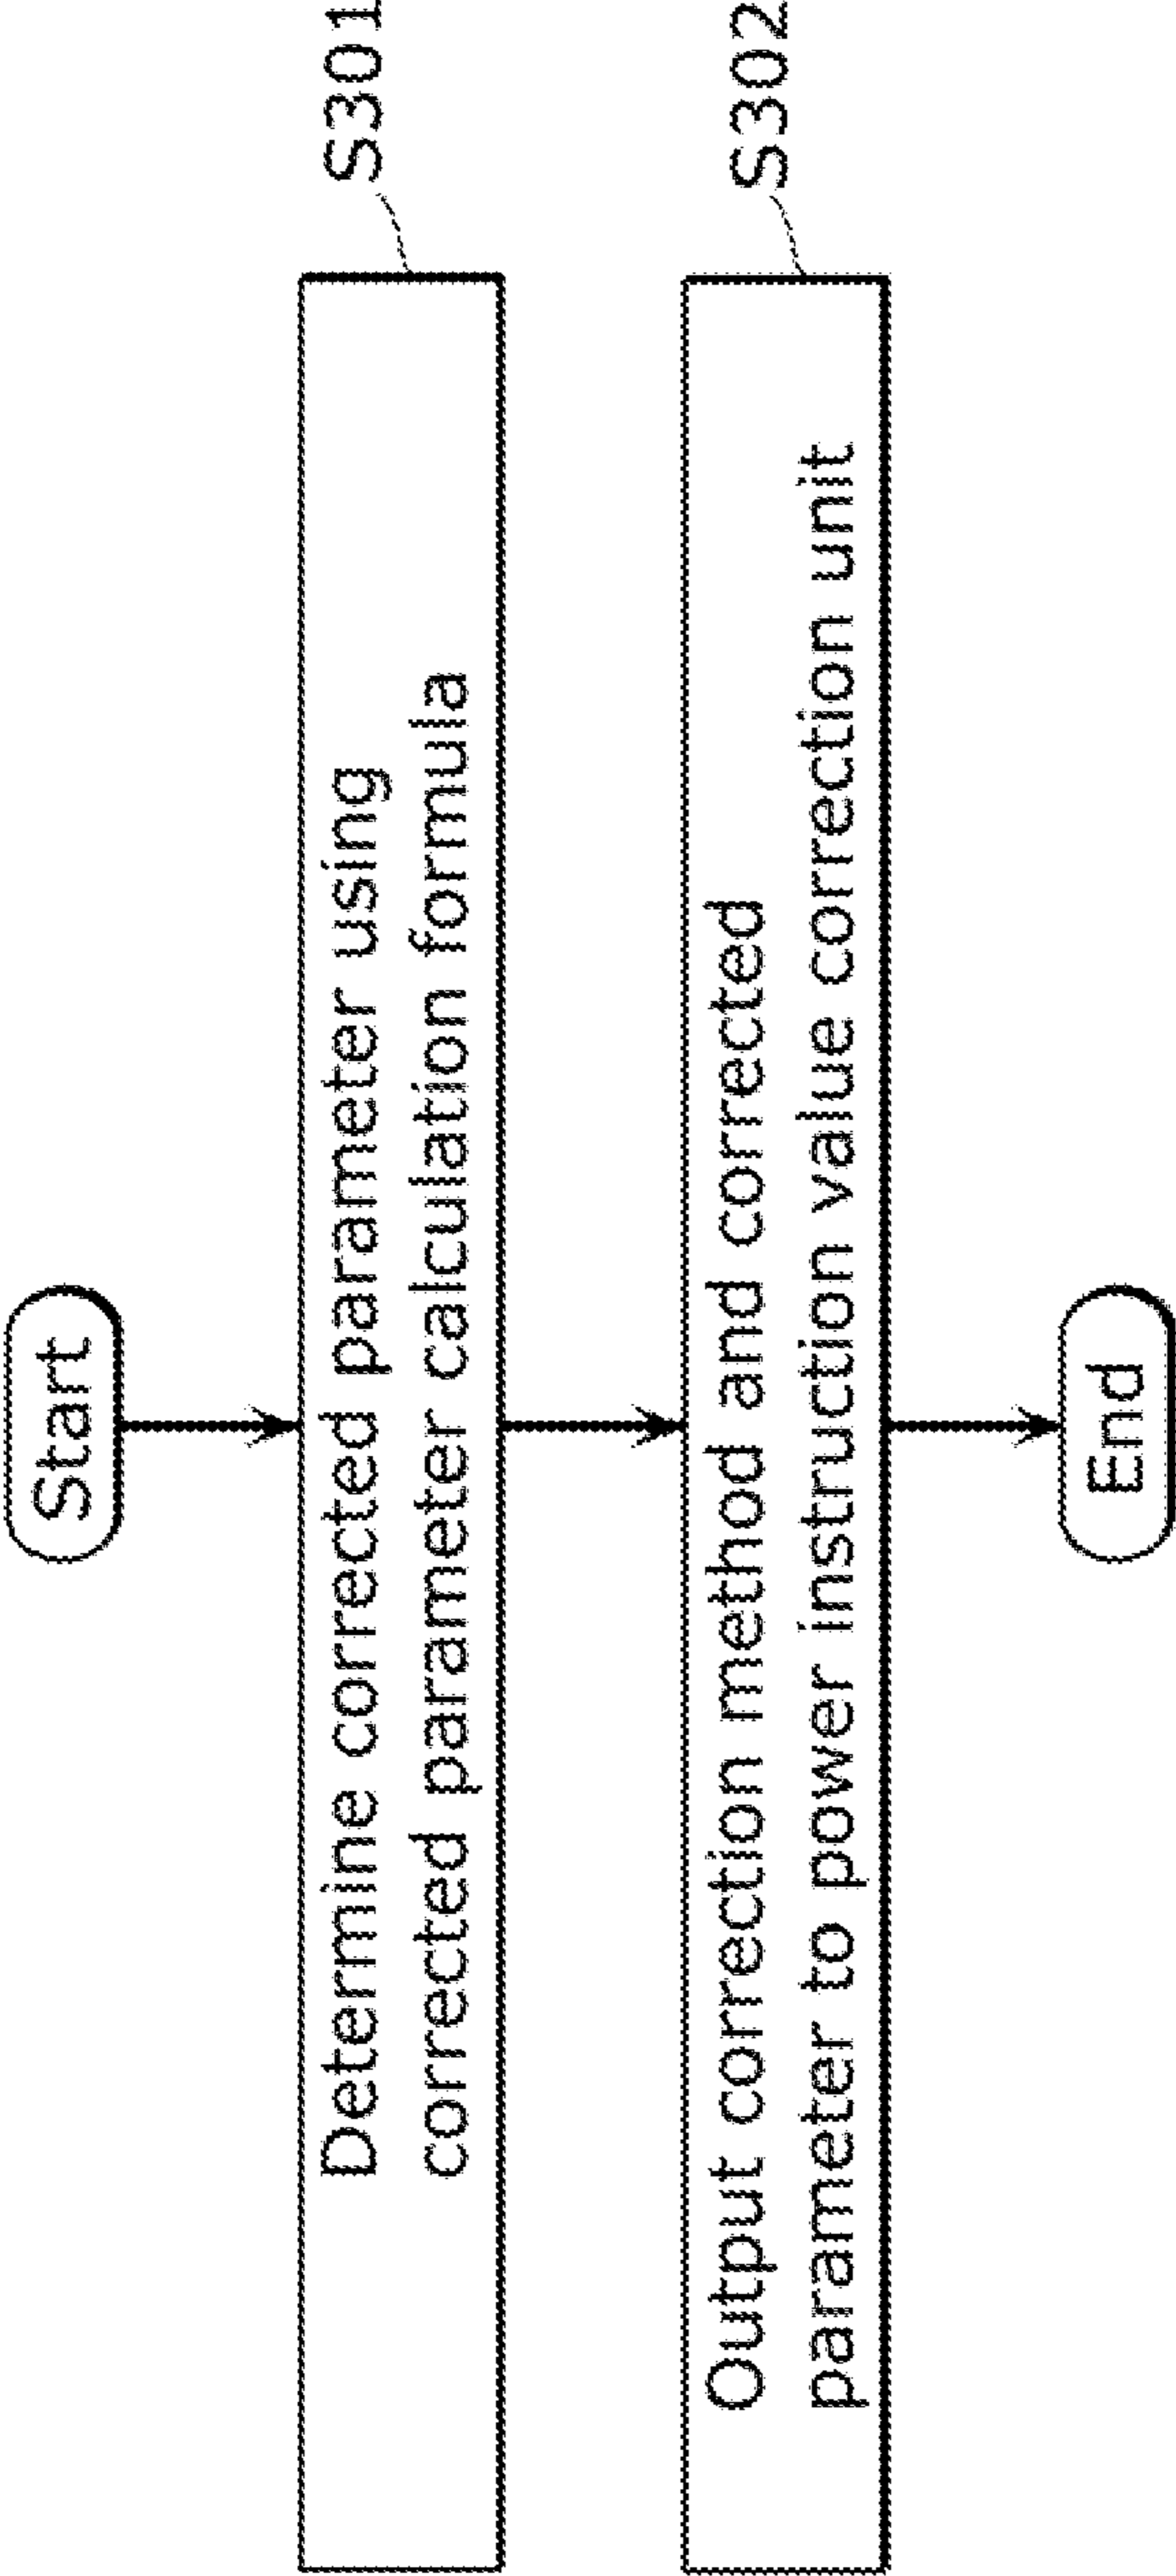 Start
S301
Determine corrected parameter using
corrected parameter calculation formula
S302
Output correction method and corrected
parameter to power instruction value correction unit
End